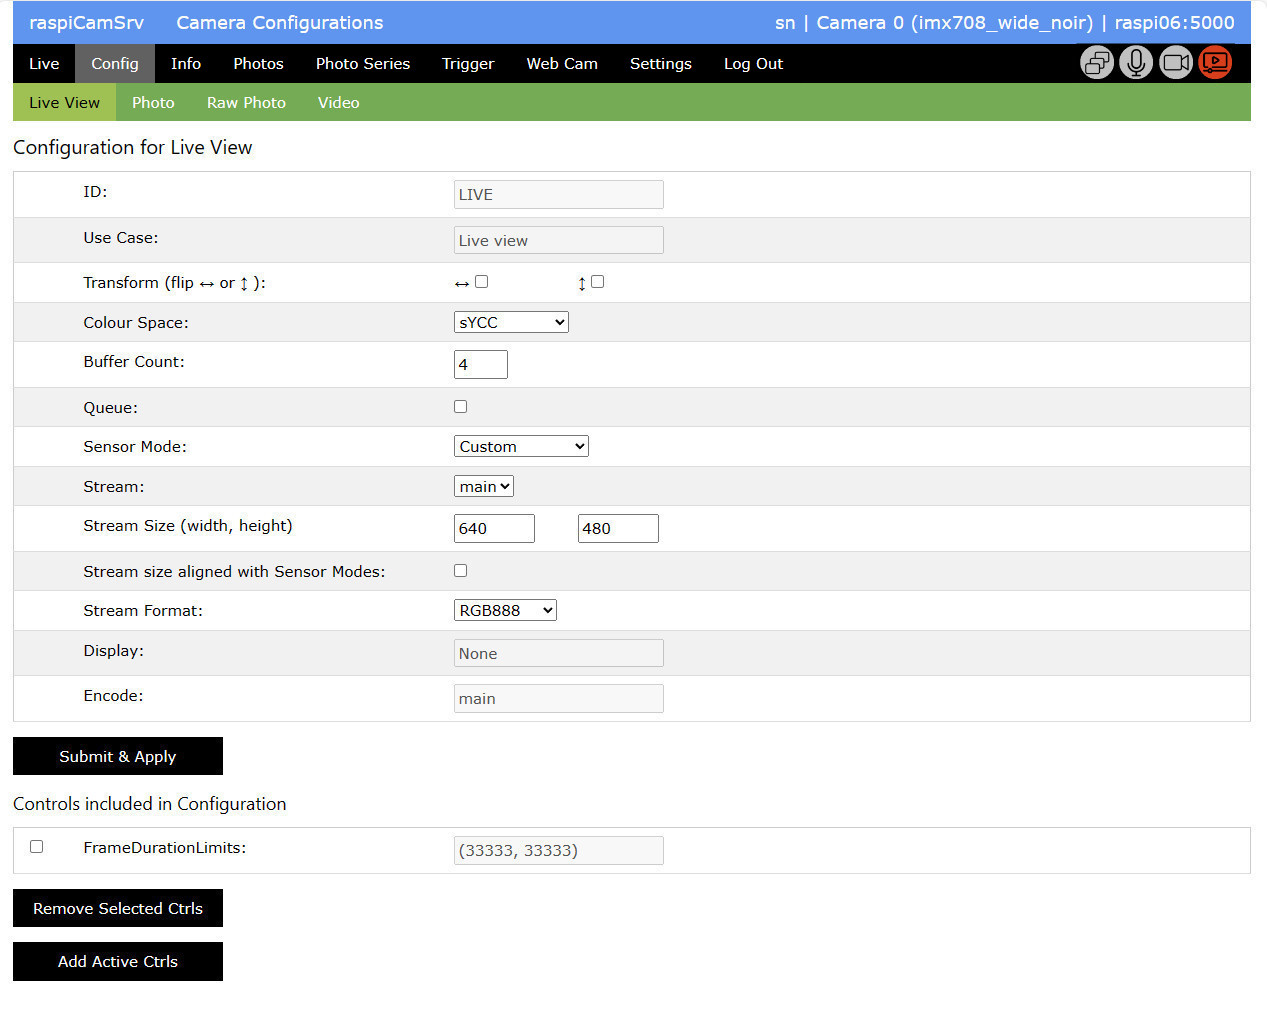 raspiCamSrv Camera Configurations sn | Camera 0 (imx708_wide_noir) | raspi06:5000
Live Config Info Photos Photo Series Trigger Web Cam Settings Log Out
Live View Photo Raw Photo Video
Configuration for Live View
ID: LIVE
Use Case: Live view
Transform (flip ↔ or ↕ ): ↔ ↕
Colour Space: sYCC
Buffer Count: 4
Queue:
Sensor Mode: Custom
Stream: main
Stream Size (width, height) 640 480
Stream size aligned with Sensor Modes:
Stream Format: RGB888
Display: None
Encode: main
Submit & Apply
Controls included in Configuration
FrameDurationLimits: (33333, 33333)
Remove Selected Ctrls
Add Active Ctrls